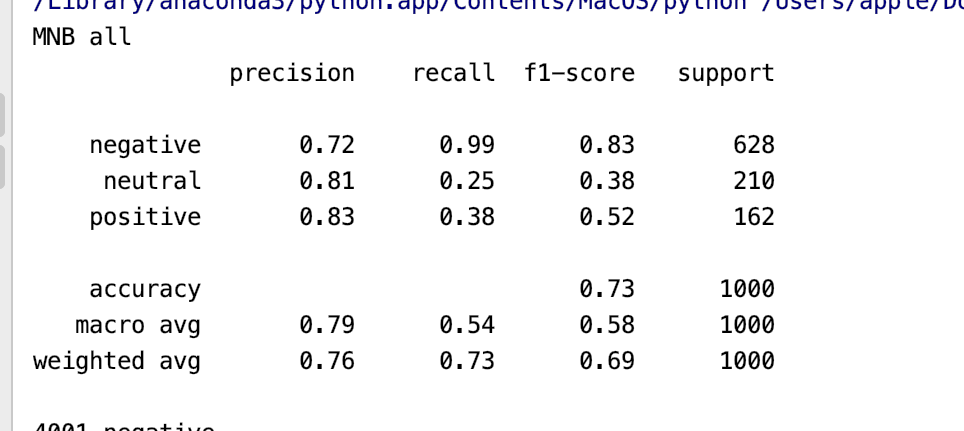 /Library/anaconda3/python.app/Contents/MacOS/python /Users/apple/Do
MNB all
precision recall f1-score support
negative 0.72 0.99 0.83 628
neutral 0.81 0.25 0.38 210
positive 0.83 0.38 0.52 162
accuracy 0.73 1000
macro avg 0.79 0.54 0.58 1000
weighted avg 0.76 0.73 0.69 1000
4001 negative